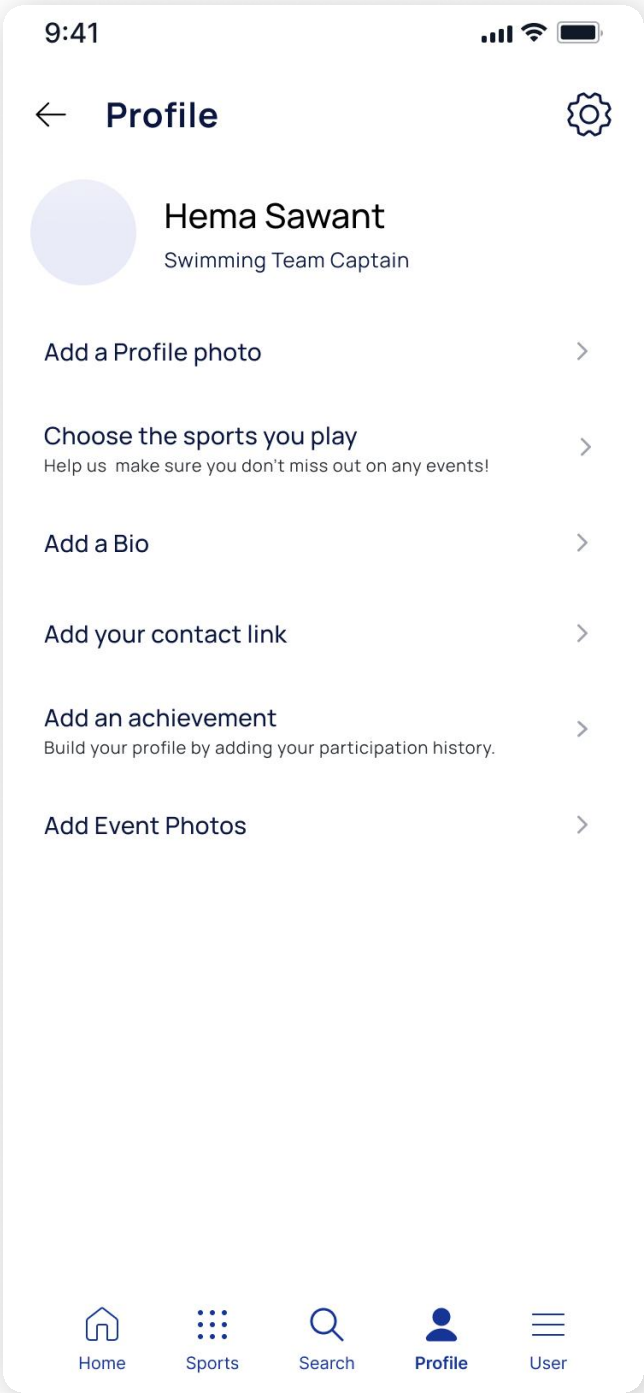 9:41
Profile
Hema Sawant
Swimming Team Captain
Add a Profile photo
Choose the sports you play
Help us  make sure you don't miss out on any events!
Add a Bio
Add your contact link
Add an achievement
Build your profile by adding your participation history.
Add Event Photos
Home Sports Search Profile User